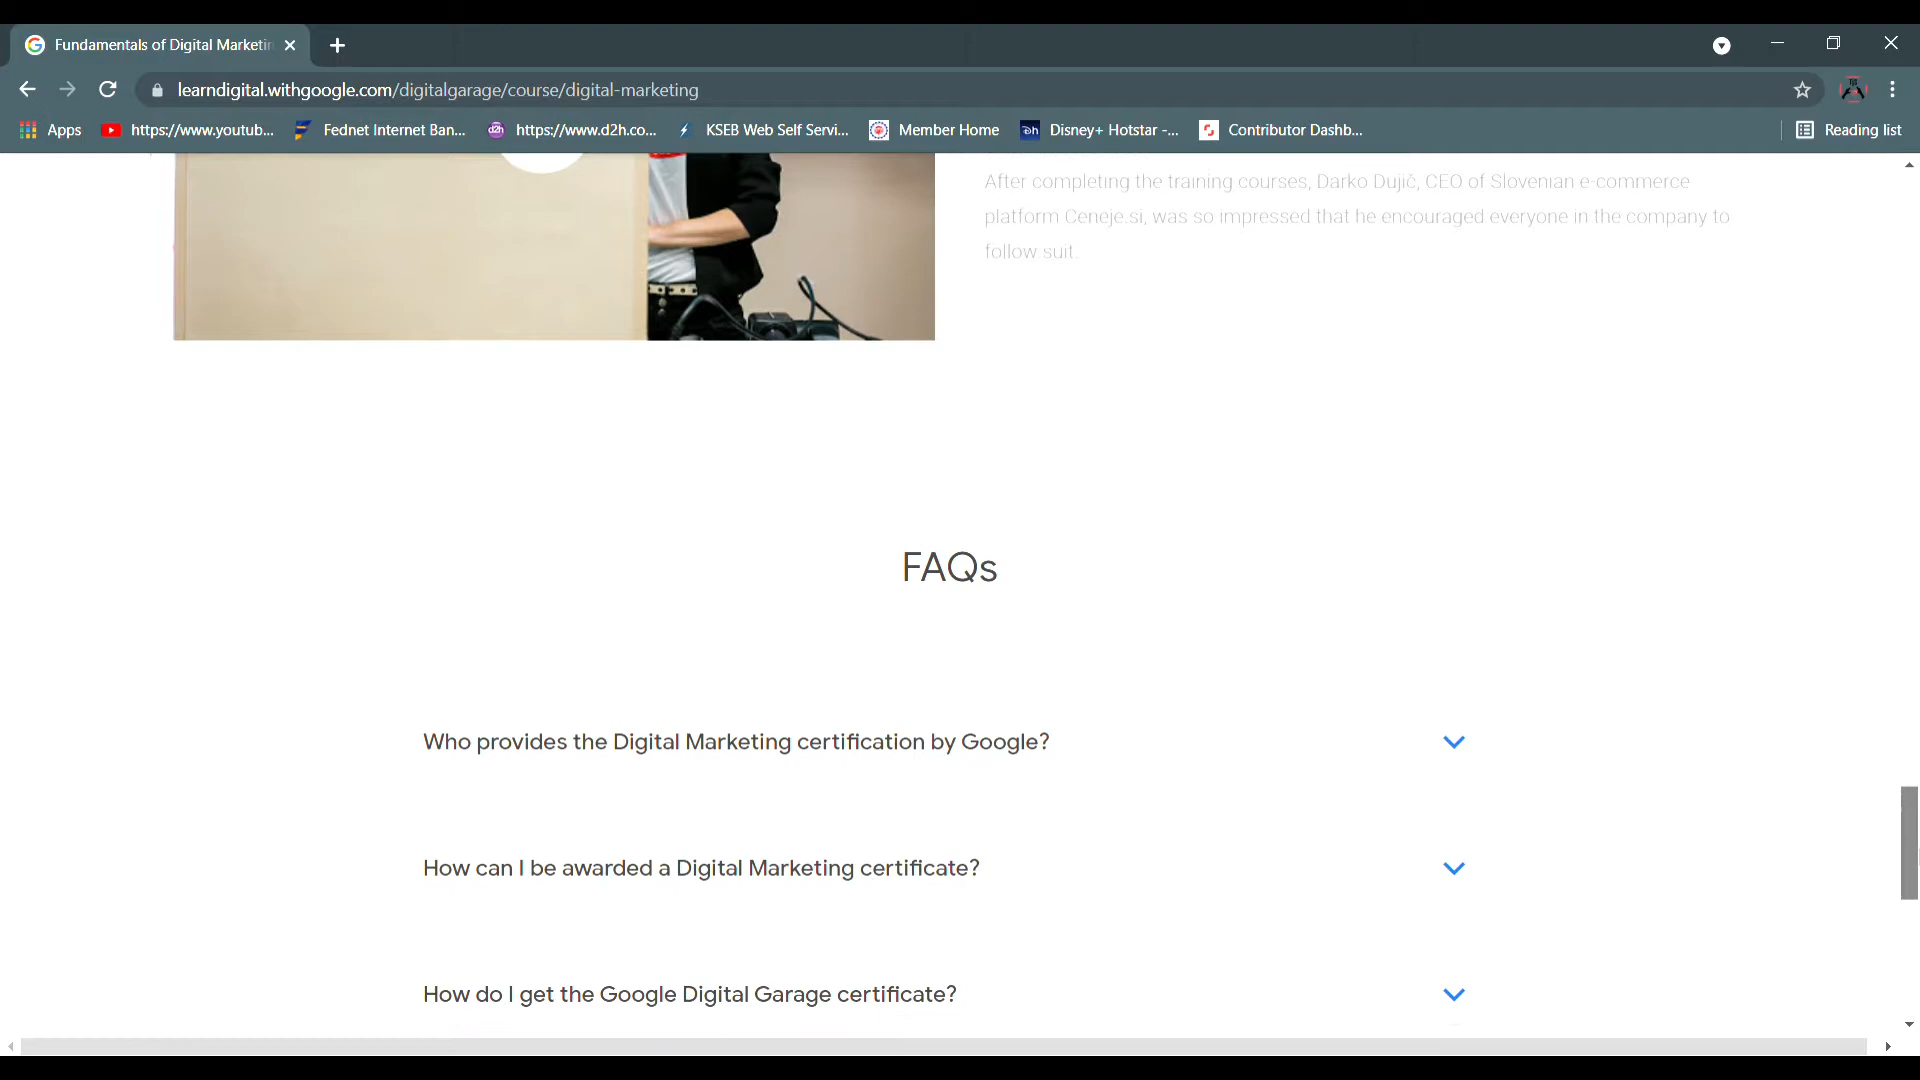 Fundamentals of Digital Marketin
learndigital.withgoogle.com/digitalgarage/course/digital-marketing
Apps https://www.youtub... Fednet Internet Ban... https://www.d2h.co... KSEB Web Self Servi... Member Home Disney+ Hotstar -... Contributor Dashb... Reading list
After completing the training courses, Darko Dujič, CEO of Slovenian e-commerce
platform Ceneje.si, was so impressed that he encouraged everyone in the company to
follow suit.
FAQs
Who provides the Digital Marketing certification by Google?
How can I be awarded a Digital Marketing certificate?
How do I get the Google Digital Garage certificate?